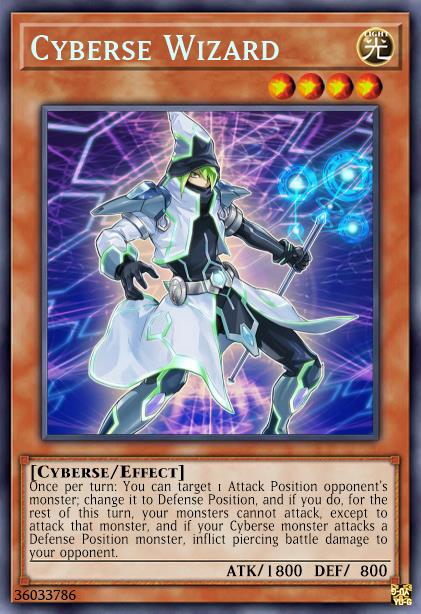 CYBERSE WIZARD
LIGHT
光
[CYBERSE/EFFECT]
Once per turn: You can target 1 Attack Position opponent's
monster; change it to Defense Position, and if you do, for the
rest of this turn, your monsters cannot attack, except to
attack that monster, and if your Cyberse monster attacks a
Defense Position monster, inflict piercing battle damage to
your opponent.
ATK/1800 DEF/ 800
36033786